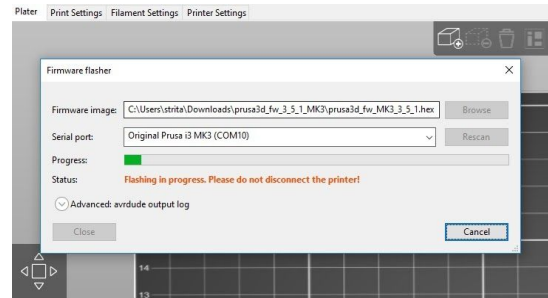 Plater Print Settings Filament Settings Printer Settings
Firmware flasher
Firmware image: C:\Users\strita\Downloads\prusa3d_fw_3_5_1_MK3\prusa3d_fw_MK3_3_5_1.hex Browse
Serial port: Original Prusa i3 MK3 (COM10) Rescan
Progress:
Status: Flashing in progress. Please do not disconnect the printer!
Advanced: avrdude output log
Close Cancel
14
13